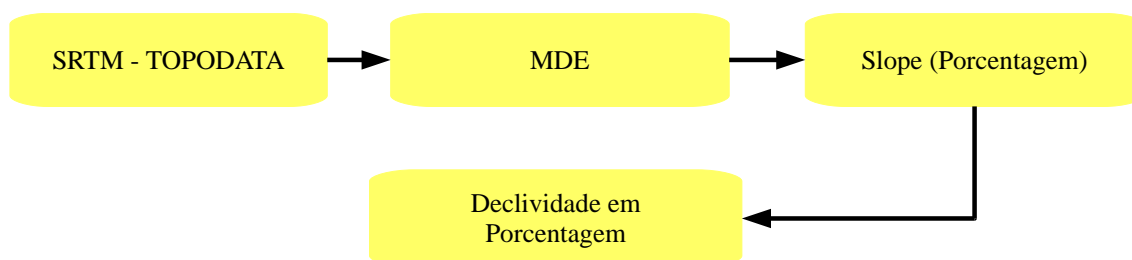 SRTM - TOPODATA
MDE
Slope (Porcentagem)
Declividade em
Porcentagem